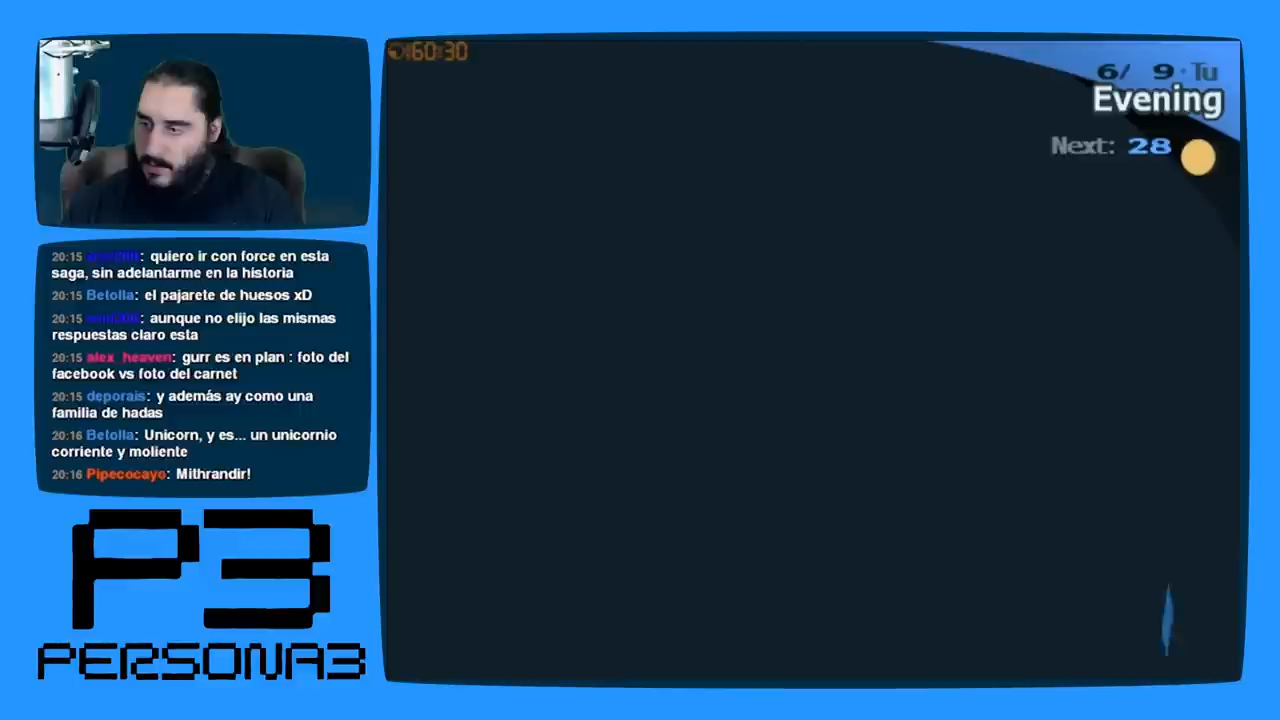 60:30
6/ 9·Tu
Evening
Next: 28
20:15 : quiero ir con force en esta
saga, sin adelantarme en la historia
20:15 Betolla: el pajarete de huesos xD
20:15 : aunque no elijo las mismas
respuestas claro esta
20:15 alex_heaven: gurr es en plan : foto del
facebook vs foto del carnet
20:15 deporais: y además ay como una
familia de hadas
20:16 Betolla: Unicorn, y es... un unicornio
corriente y moliente
20:16 Pipecocayo: Mithrandir!
P3
PERSONA3